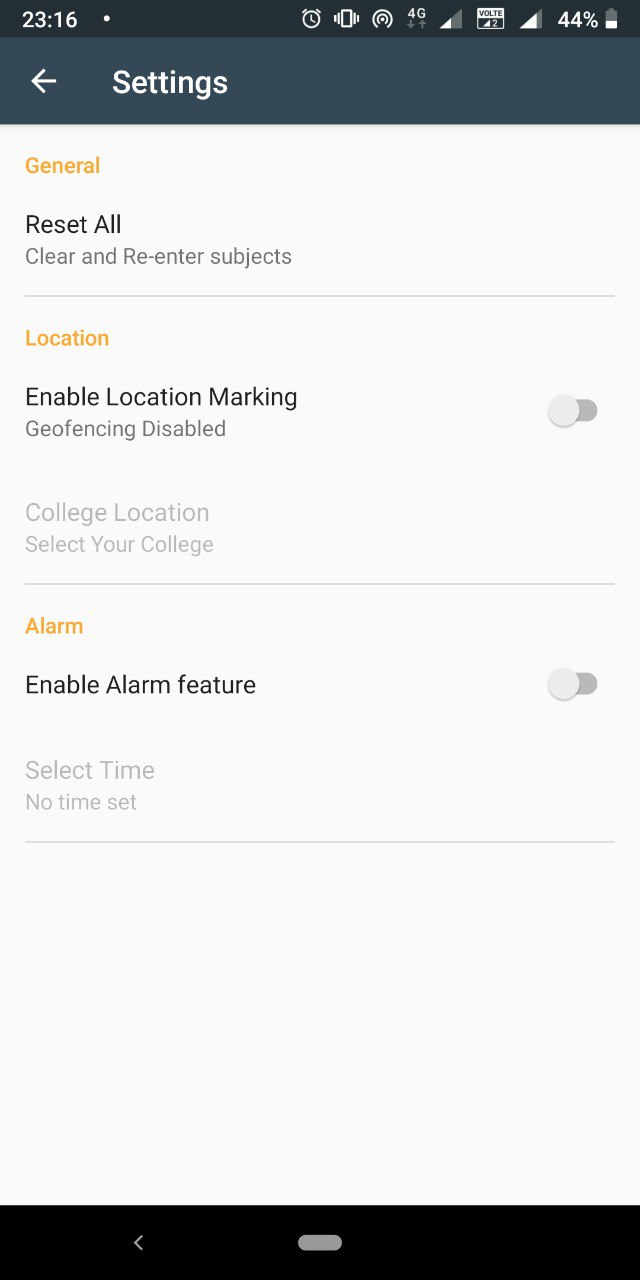 23:16
4G
VOLTE
2
44%
Settings
General
Reset All
Clear and Re-enter subjects
Location
Enable Location Marking
Geofencing Disabled
College Location
Select Your College
Alarm
Enable Alarm feature
Select Time
No time set